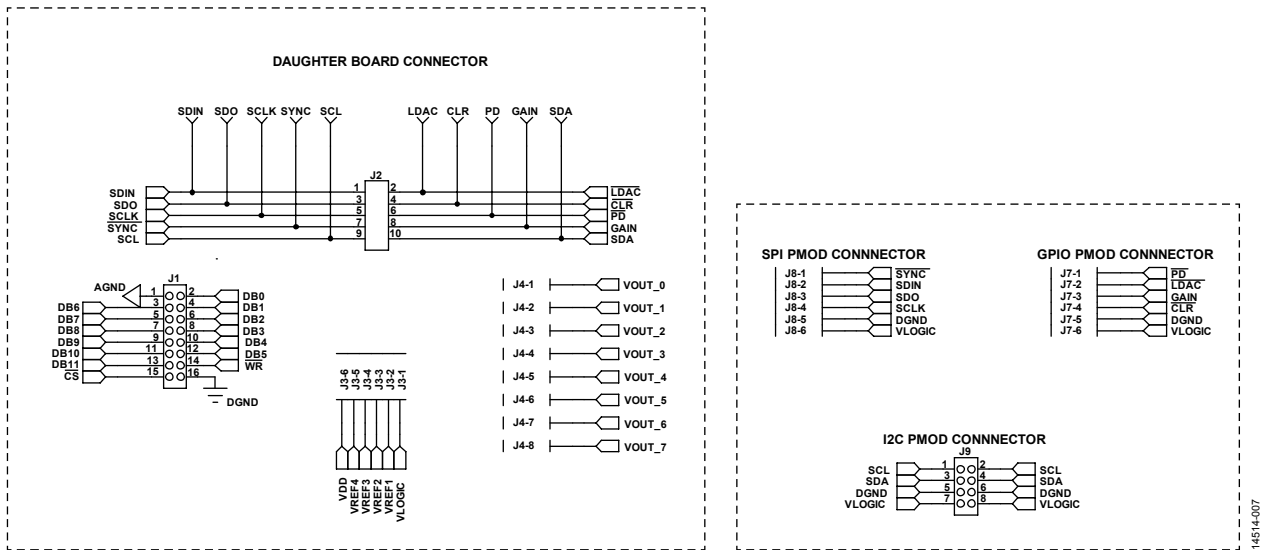 DAUGHTER BOARD CONNECTOR
SDIN SDO SCLK SYNC SCL LDAC CLR PD GAIN SDA
J2
SDIN 1 2 LDAC
SDO 3 4 CLR
SCLK 5 6 PD
SYNC 7 8 GAIN
SCL 9 10 SDA
J1
AGND 1 2 DB0
DB6 3 4 DB1
DB7 5 6 DB2
DB8 7 8 DB3
DB9 9 10 DB4
DB10 11 12 DB5
DB11 13 14 WR
CS 15 16
DGND
J3-6 J3-5 J3-4 J3-3 J3-2 J3-1
VDD VREF4 VREF3 VREF2 VREF1 VLOGIC
J4-1 VOUT_0
J4-2 VOUT_1
J4-3 VOUT_2
J4-4 VOUT_3
J4-5 VOUT_4
J4-6 VOUT_5
J4-7 VOUT_6
J4-8 VOUT_7
SPI PMOD CONNNECTOR
J8-1 SYNC
J8-2 SDIN
J8-3 SDO
J8-4 SCLK
J8-5 DGND
J8-6 VLOGIC
GPIO PMOD CONNNECTOR
J7-1 PD
J7-2 LDAC
J7-3 GAIN
J7-4 CLR
J7-5 DGND
J7-6 VLOGIC
I2C PMOD CONNNECTOR
J9
SCL 1 2 SCL
SDA 3 4 SDA
DGND 5 6 DGND
VLOGIC 7 8 VLOGIC
14514-007